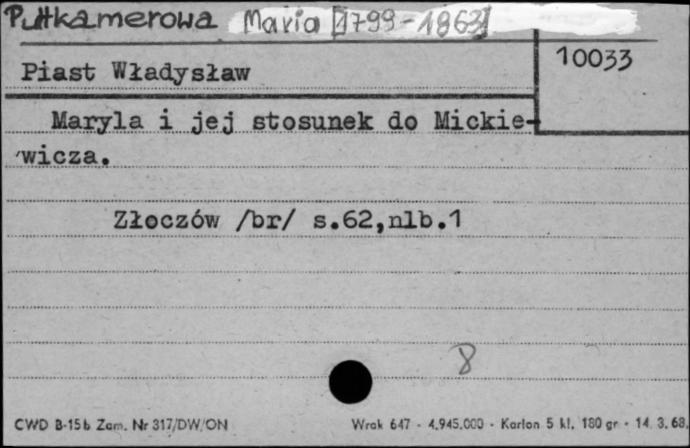 Puttkamerowa Maria [1799-1863]
10033
Piast Władysław
Maryla i jej stosunek do Mickie-
wicza.
Złoczów /br/ s.62,nlb.1
8
CWD B-15b Zam. Nr 317/DW/ON
Wrak 647 - 4.945.000 - Karton 5 kl. 180 gr - 14. 3. 68.